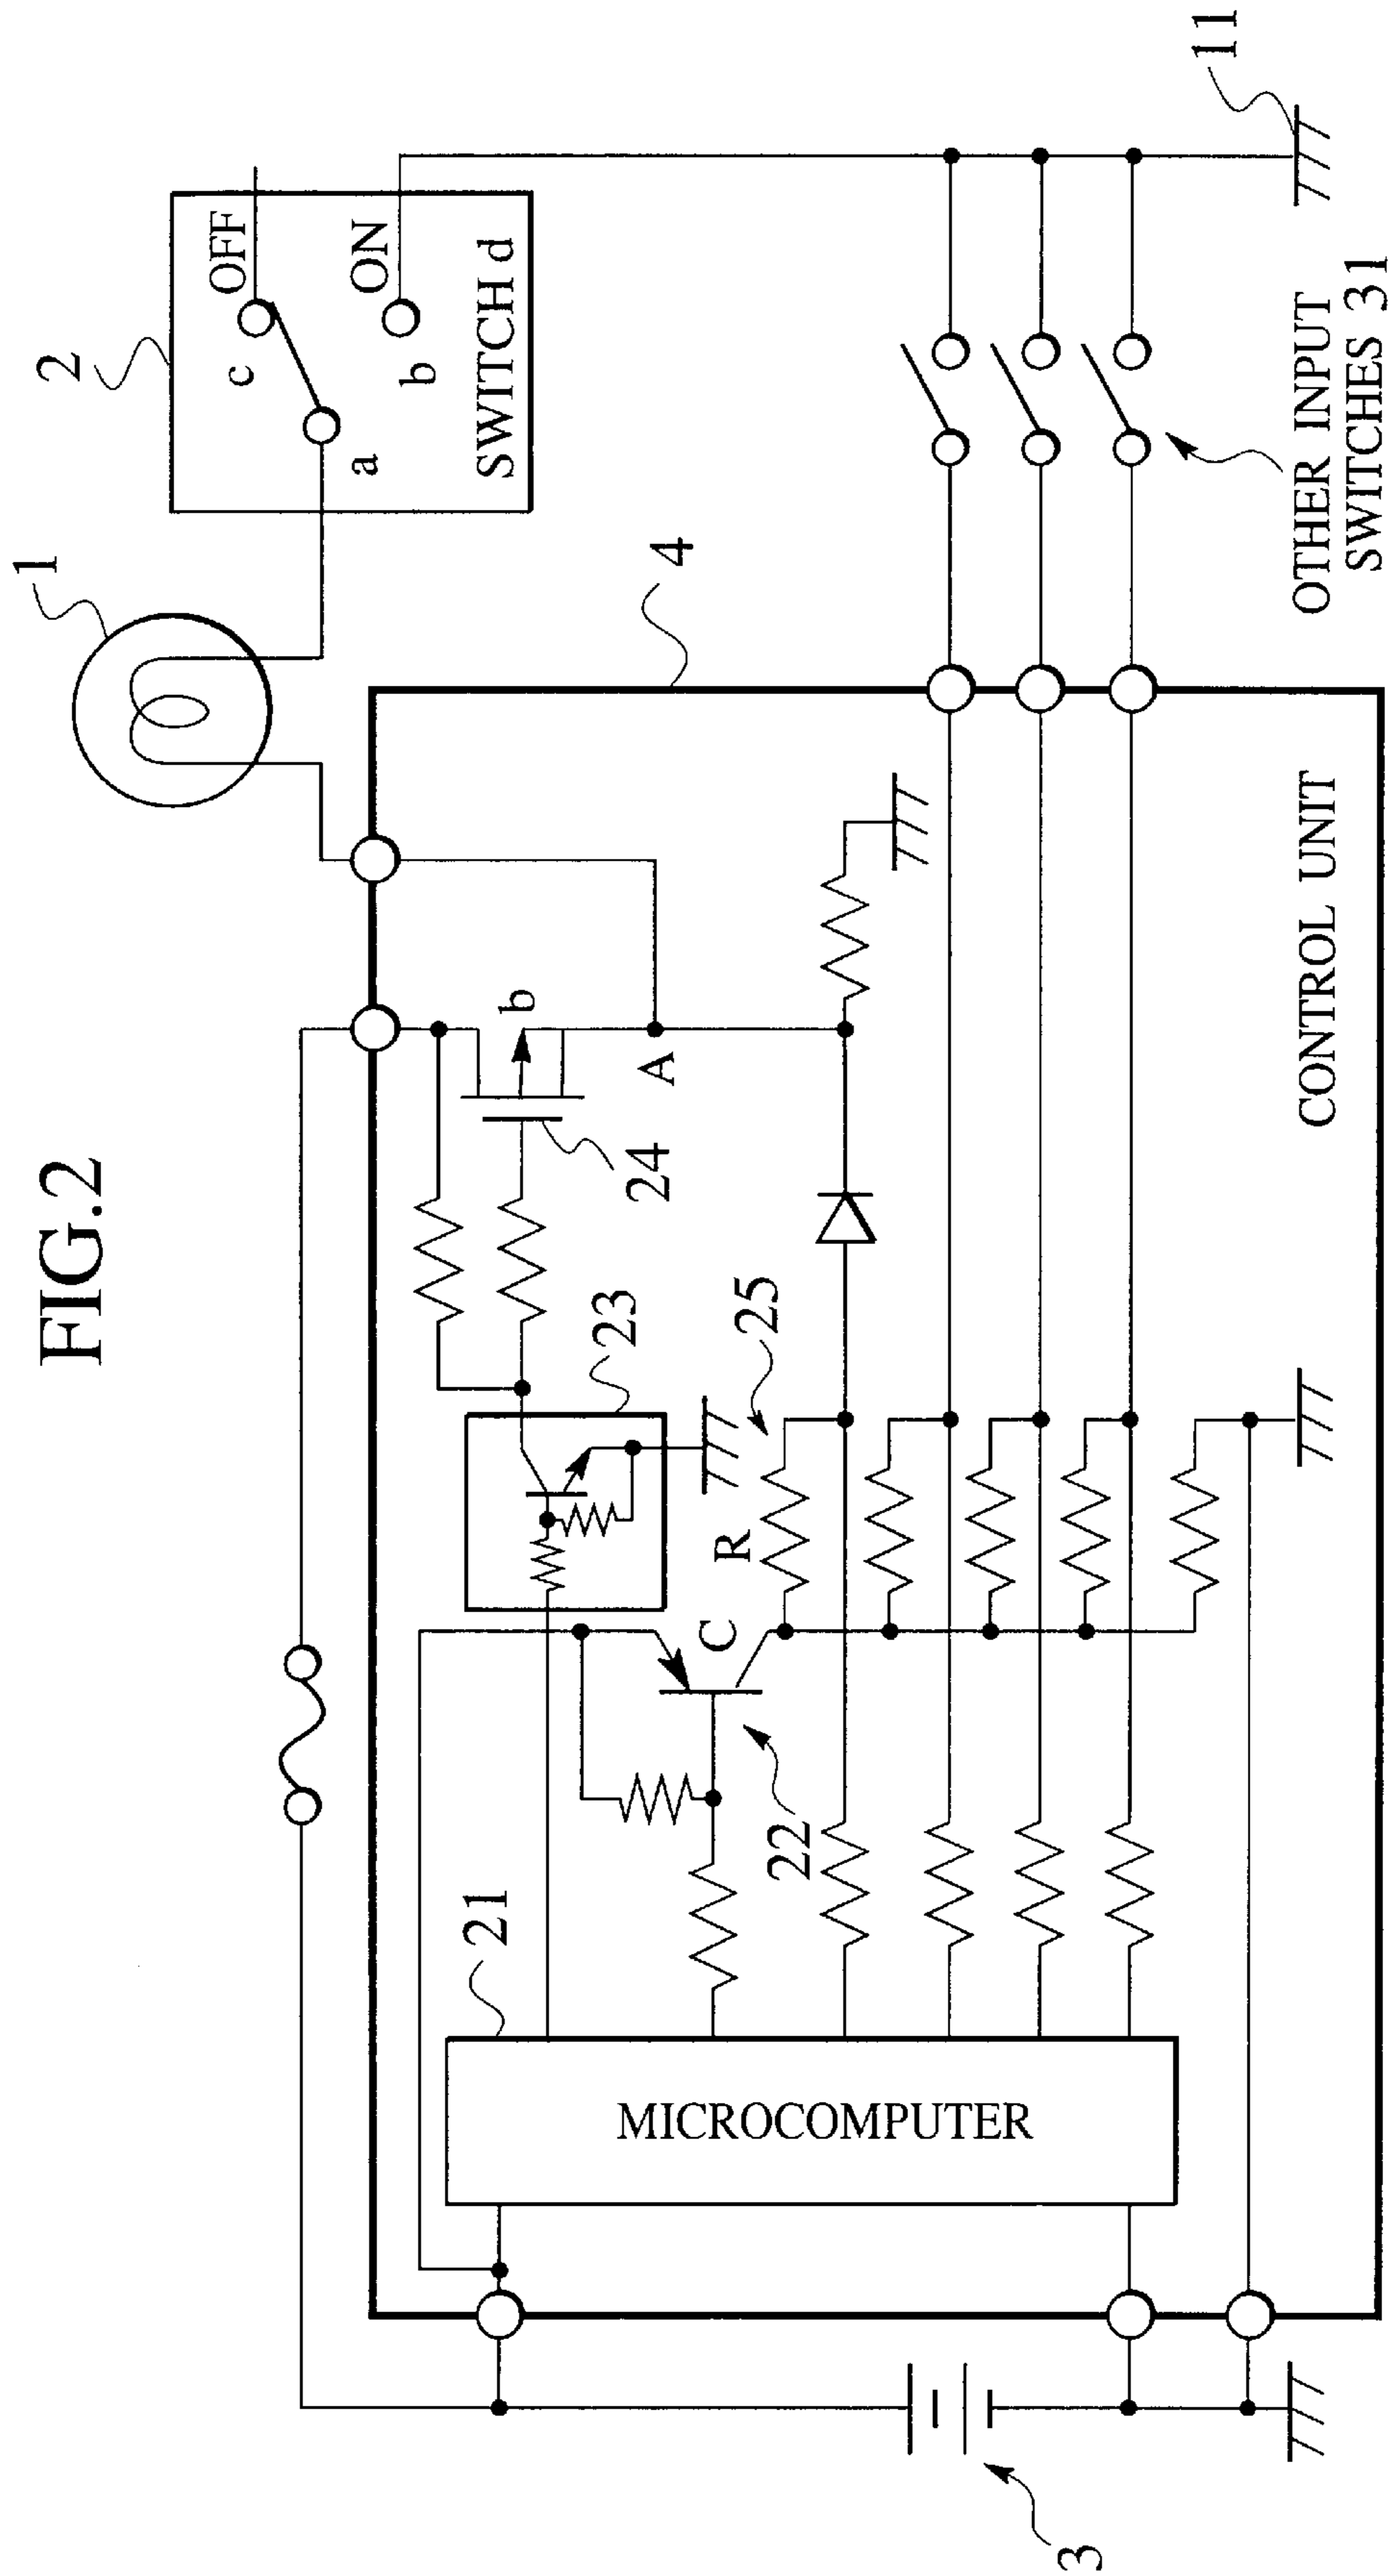 FIG.2
1
2
c
OFF
a
b
ON
SWITCH d
4
b
A
24
23
25
R
C
22
21
MICROCOMPUTER
3
CONTROL UNIT
OTHER INPUT
SWITCHES 31
11